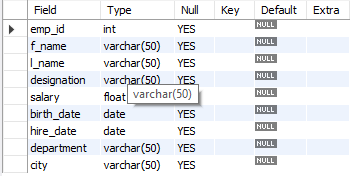 Field Type Null Key Default Extra
emp_id int YES NULL
f_name varchar(50) YES NULL
l_name varchar(50) YES NULL
designation varchar(50) YES NULL
salary float YES NULL
varchar(50)
birth_date date YES NULL
hire_date date YES NULL
department varchar(50) YES NULL
city varchar(50) YES NULL